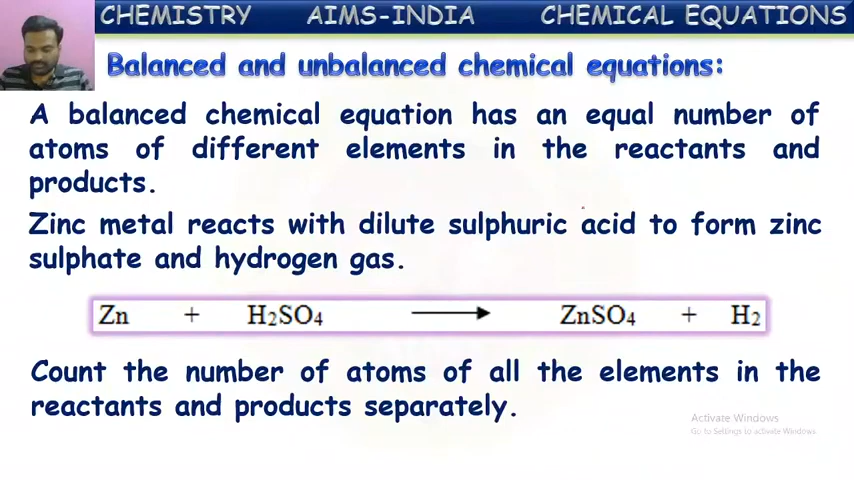 CHEMISTRY AIMS-INDIA CHEMICAL EQUATIONS
Balanced and unbalanced chemical equations:
A balanced chemical equation has an equal number of
atoms of different elements in the reactants and
products.
Zinc metal reacts with dilute sulphuric acid to form zinc
sulphate and hydrogen gas.
Zn + H₂SO₄ ⟶ ZnSO₄ + H₂
Count the number of atoms of all the elements in the
reactants and products separately.
Activate Windows
Go to Settings to activate Windows.